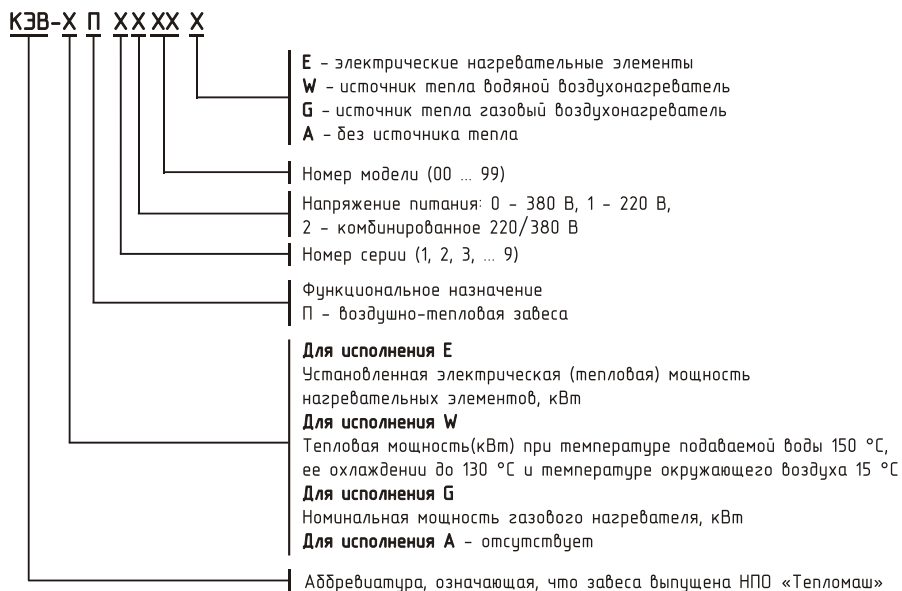 КЭВ-Х П ХХ ХХ Х
E – электрические нагревательные элементы
W – источник тепла водяной воздухонагреватель
G – источник тепла газовый воздухонагреватель
A – без источника тепла
Номер модели (00 ... 99)
Напряжение питания: 0 – 380 В, 1 – 220 В,
2 – комбинированное 220/380 В
Номер серии (1, 2, 3, ... 9)
Функциональное назначение
П – воздушно-тепловая завеса
Для исполнения E
Установленная электрическая (тепловая) мощность
нагревательных элементов, кВт
Для исполнения W
Тепловая мощность(кВт) при температуре подаваемой воды 150 °С,
ее охлаждении до 130 °С и температуре окружающего воздуха 15 °С
Для исполнения G
Номинальная мощность газового нагревателя, кВт
Для исполнения A – отсутствует
Аббревиатура, означающая, что завеса выпущена НПО «Тепломаш»